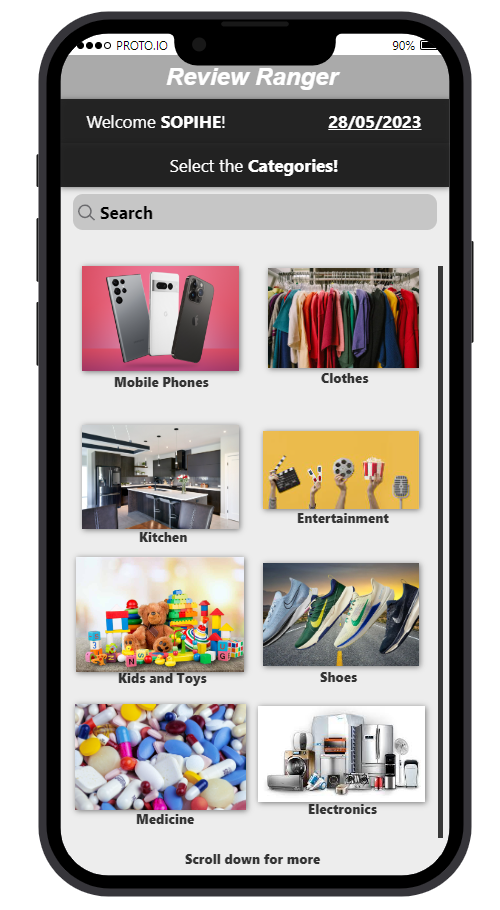 PROTO.IO 90%
Review Ranger
Welcome SOPIHE! 28/05/2023
Select the Categories!
Search
Mobile Phones Clothes
Kitchen Entertainment
Kids and Toys Shoes
Medicine Electronics
Scroll down for more